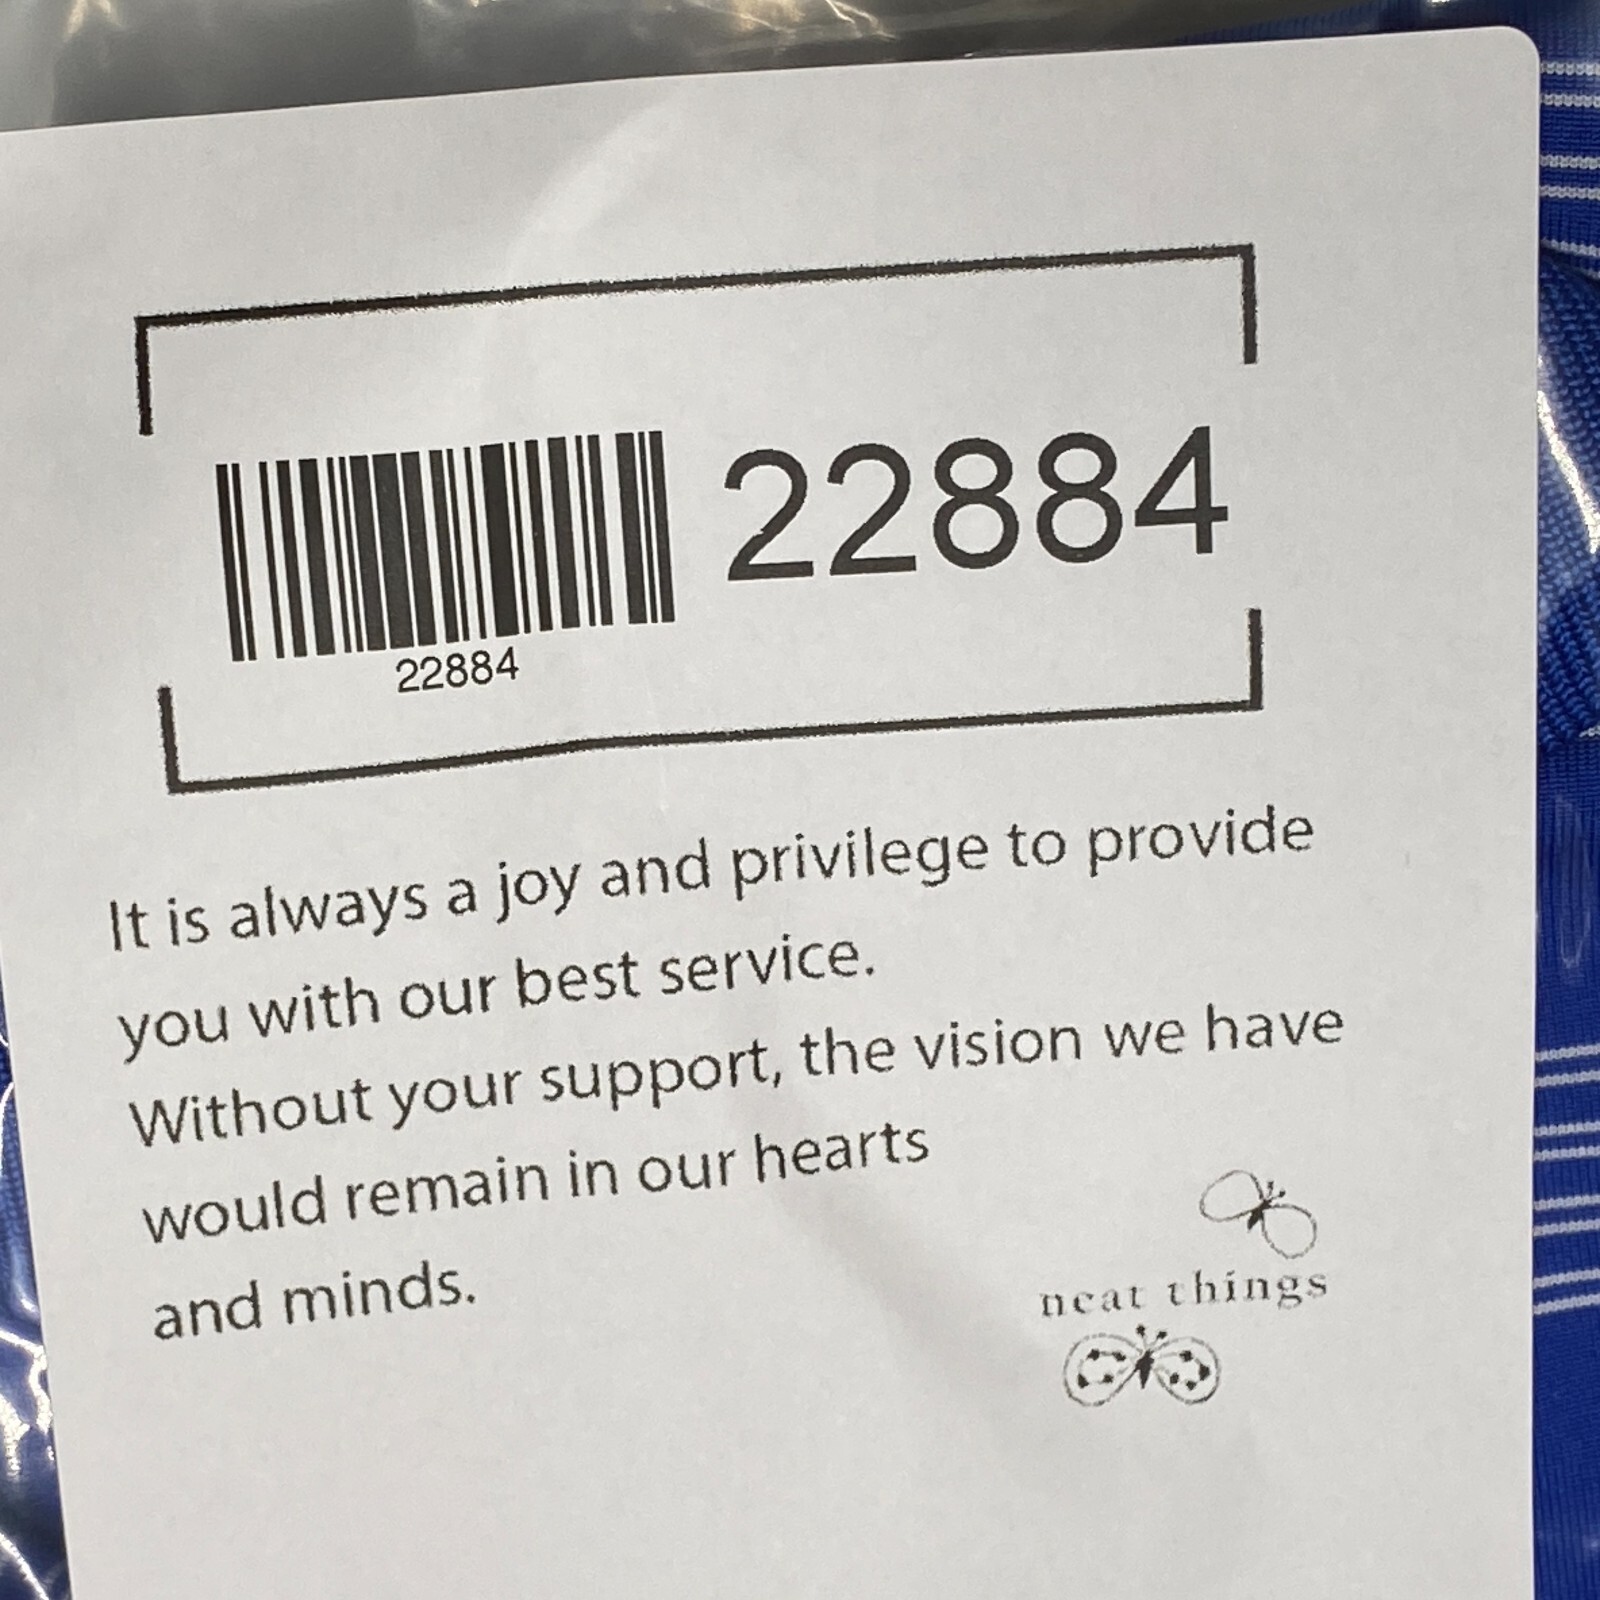 22884
22884
It is always a joy and privilege to provide
you with our best service.
Without your support, the vision we have
would remain in our hearts
and minds.
neat things